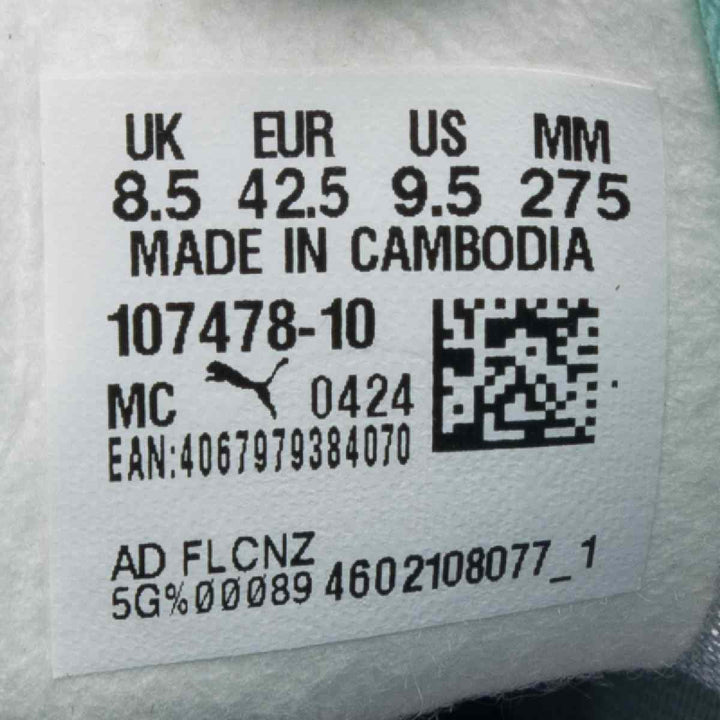 UK EUR US MM
8.5 42.5 9.5 275
MADE IN CAMBODIA
107478-10
MC 0424
EAN:4067979384070
AD FLCNZ
5G%00089 4602108077_1